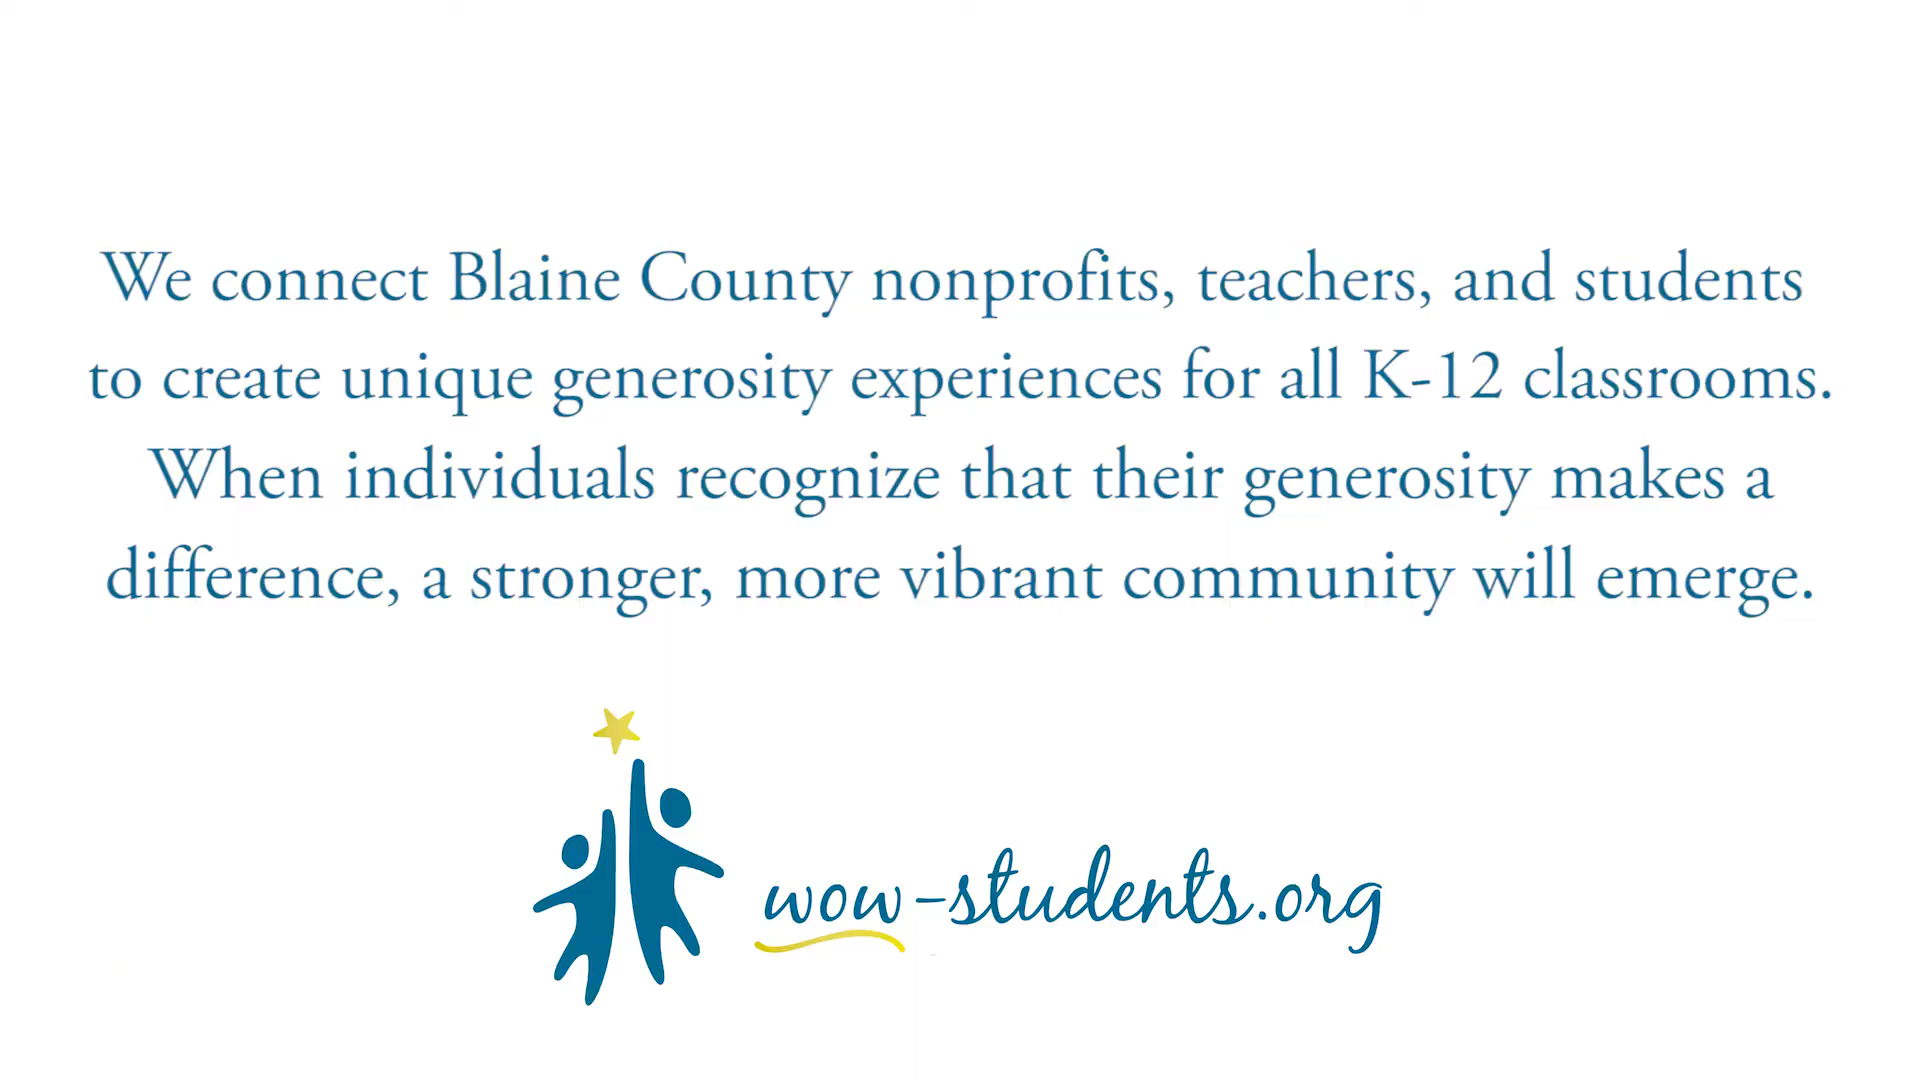 We connect Blaine County nonprofits, teachers, and students
to create unique generosity experiences for all K-12 classrooms.
When individuals recognize that their generosity makes a
difference, a stronger, more vibrant community will emerge.
wow-students.org